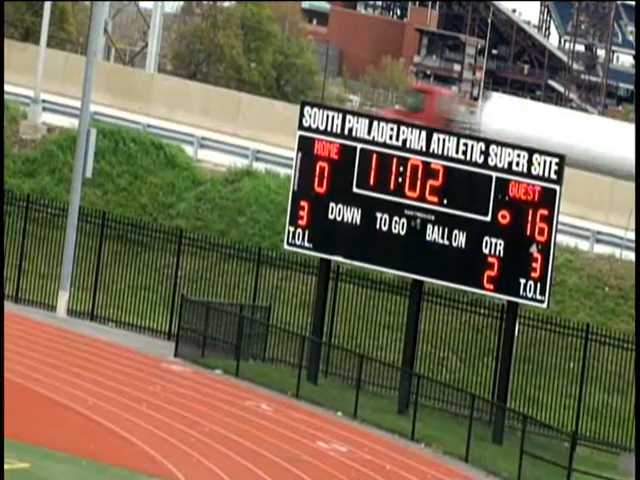 SOUTH PHILADELPHIA ATHLETIC SUPER SITE
HOME 11:02 GUEST
0 16
DOWN TO GO BALL ON QTR
3 2 3
T.O.L. T.O.L.